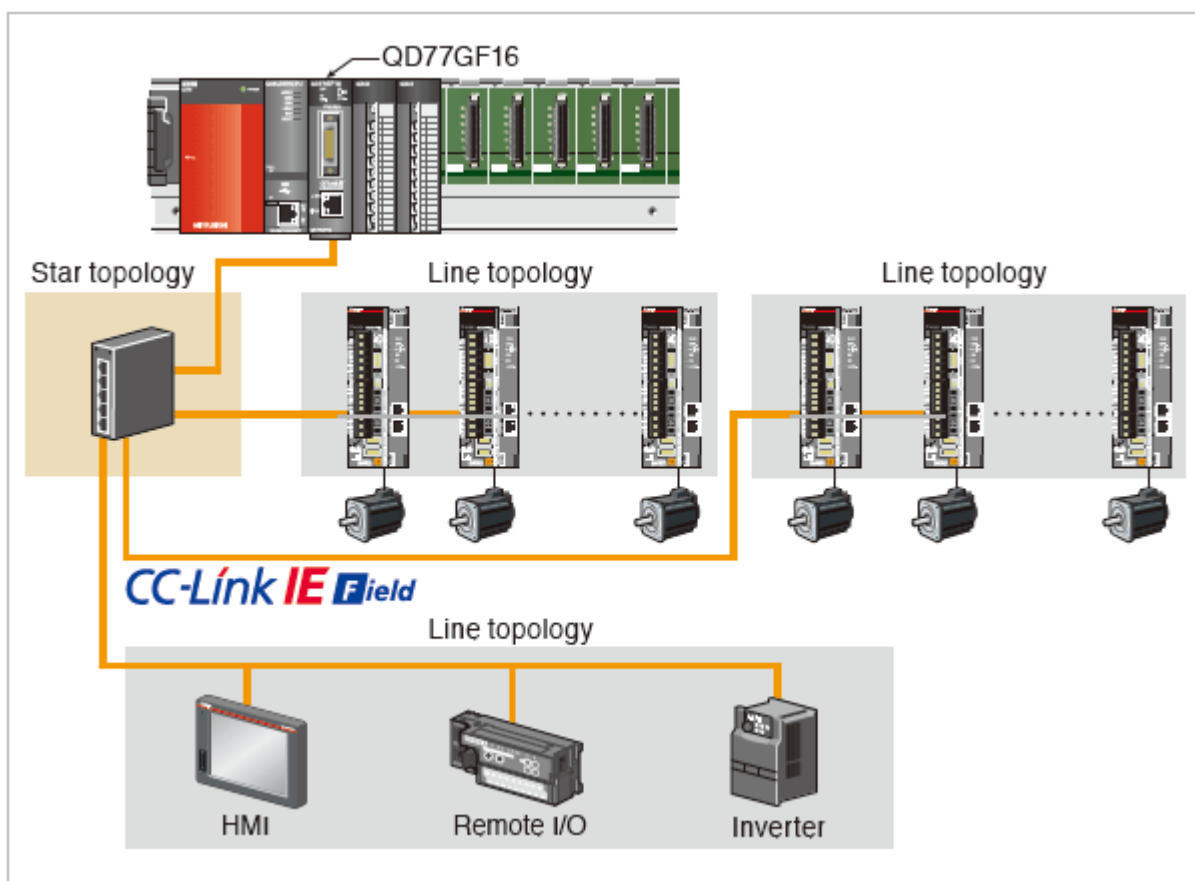 QD77GF16
Star topology
Line topology
Line topology
CC-Link IE Field
Line topology
HMI
Remote I/O
Inverter